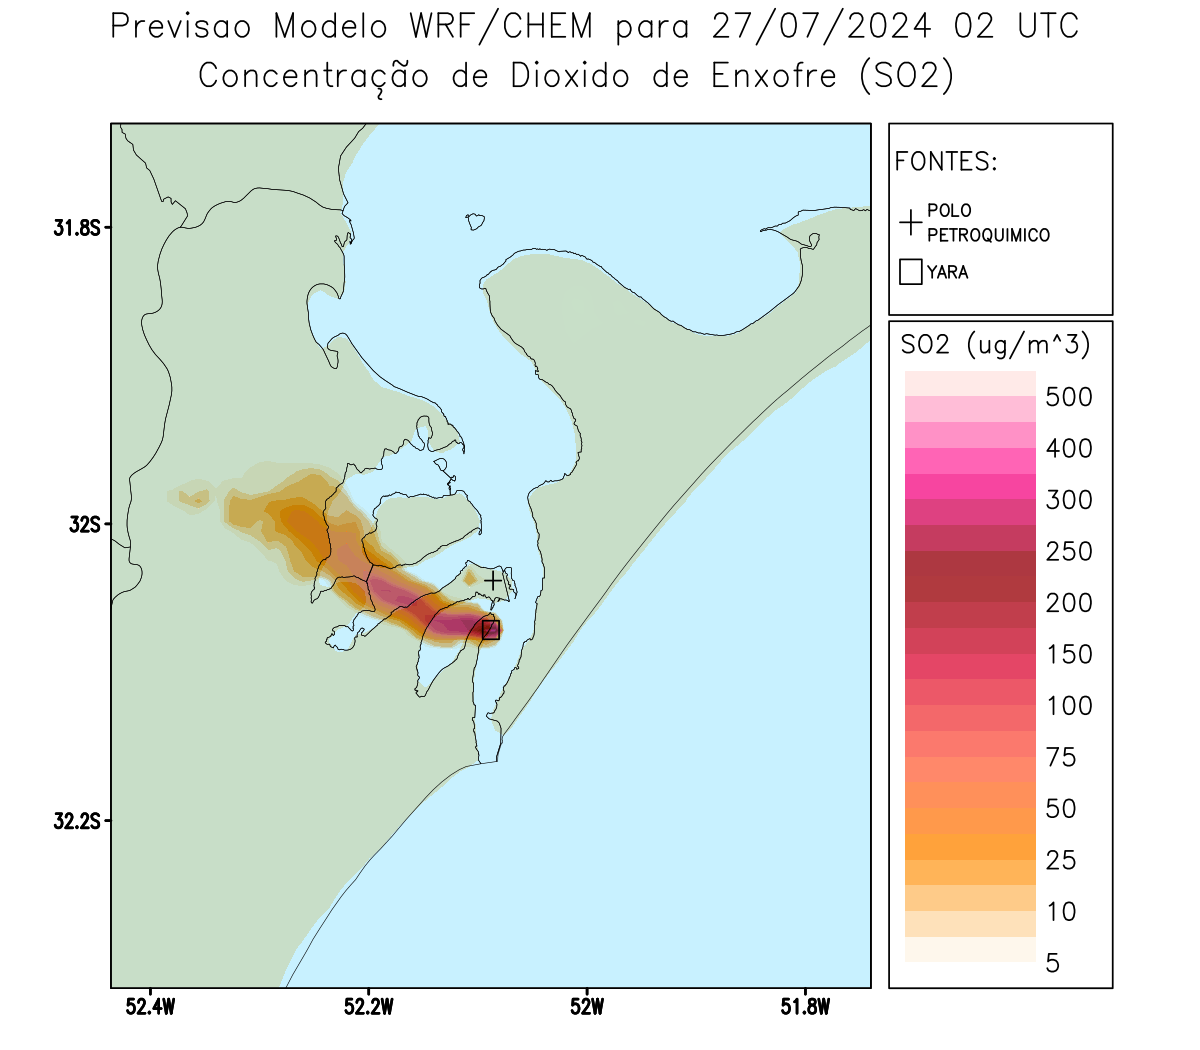 Previsao Modelo WRF/CHEM para 27/07/2024 02 UTC
Concentração de Dioxido de Enxofre (SO2)
FONTES:
POLO
PETROQUIMICO
YARA
SO2 (ug/m^3)
500
400
300
250
200
150
100
75
50
25
10
5
31.8S
32S
32.2S
52.4W
52.2W
52W
51.8W